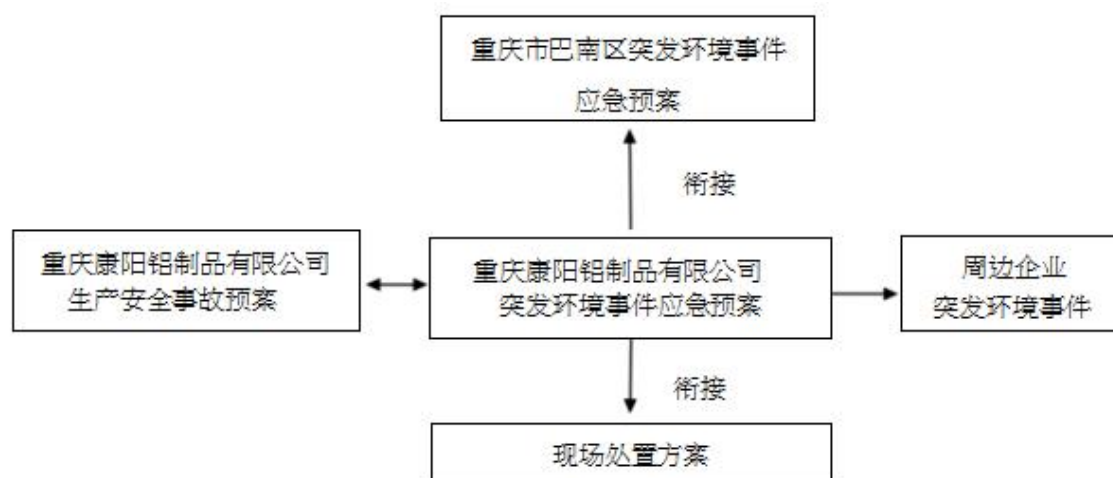 重庆市巴南区突发环境事件
应急预案
衔接
重庆康阳铝制品有限公司
生产安全事故预案
重庆康阳铝制品有限公司
突发环境事件应急预案
周边企业
突发环境事件
衔接
现场处置方案